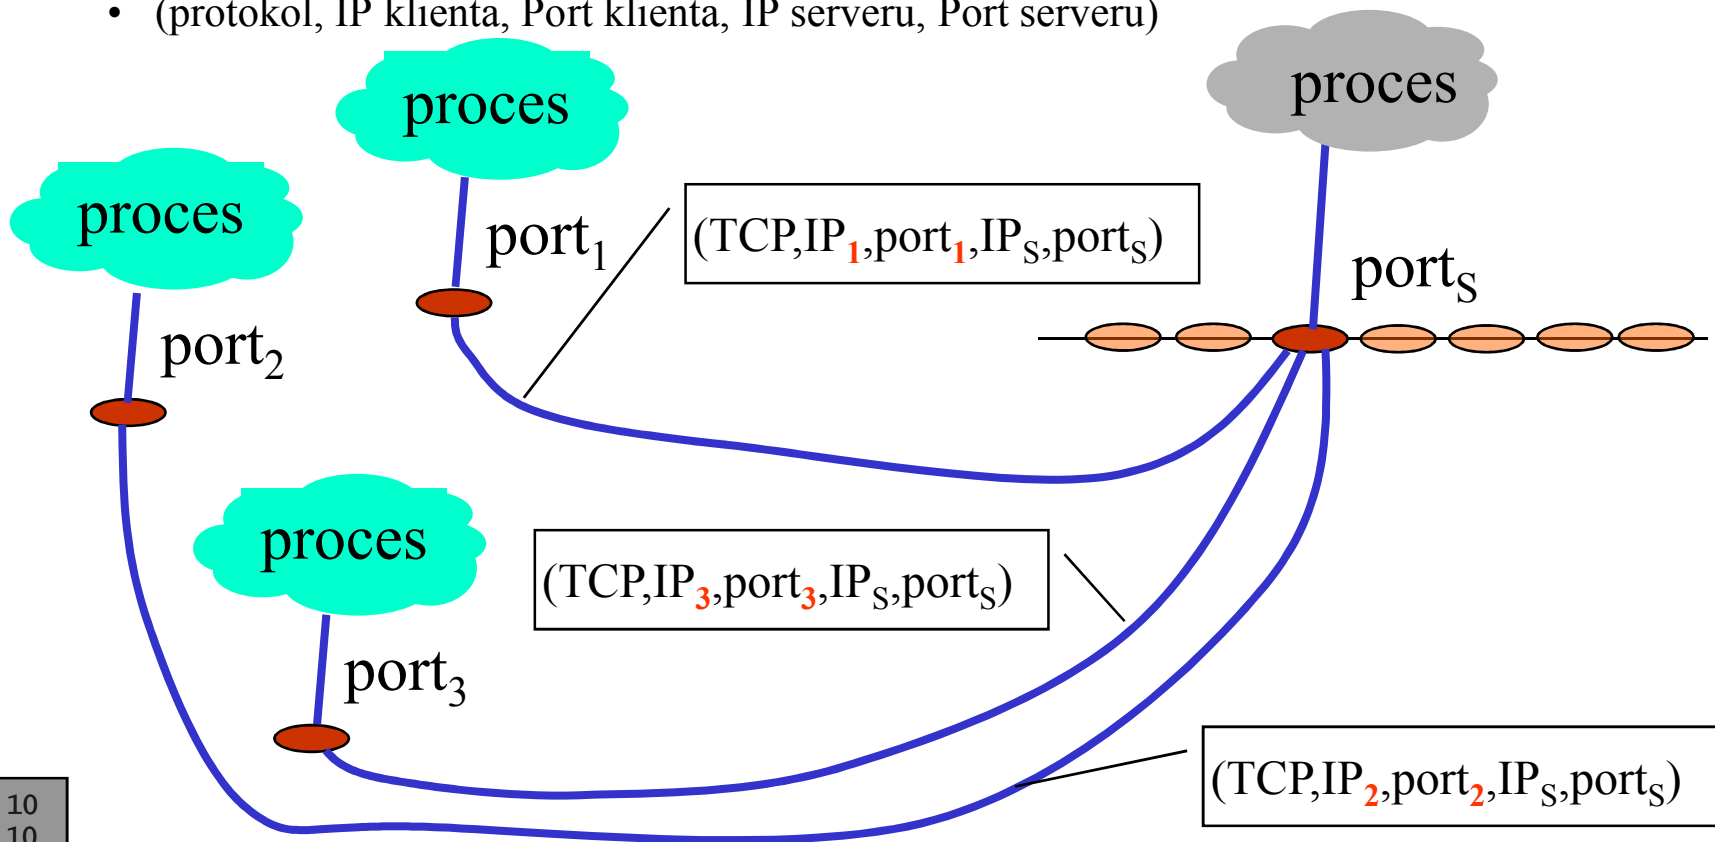 • (protokol, IP klienta, Port klienta, IP serveru, Port serveru)
proces
proces
proces
port1
(TCP,IP1,port1,IPS,portS)
portS
port2
proces
(TCP,IP3,port3,IPS,portS)
port3
(TCP,IP2,port2,IPS,portS)
10
10